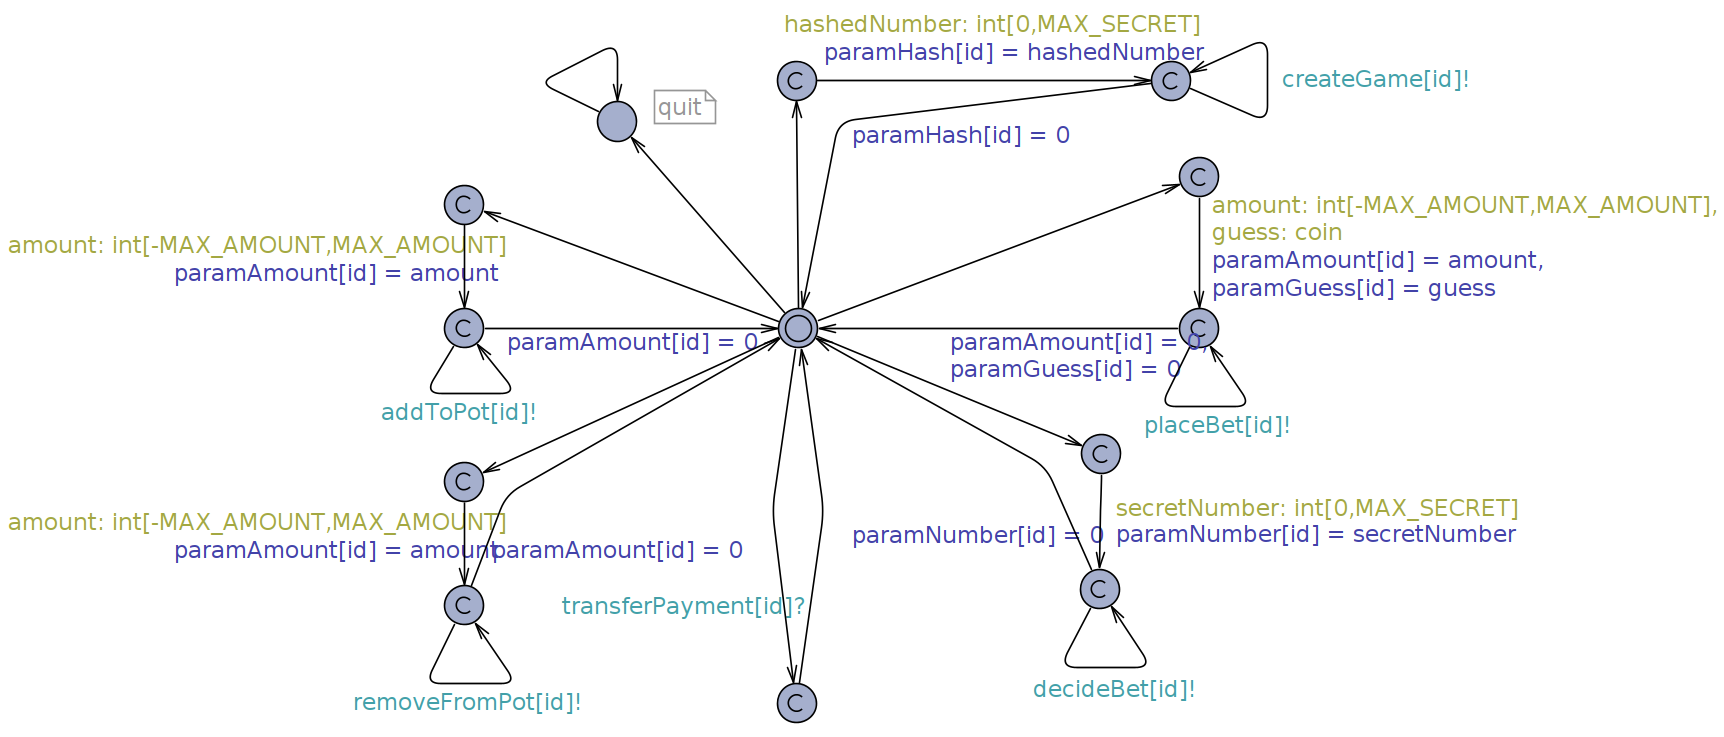 hashedNumber: int[0,MAX_SECRET]
paramHash[id] = hashedNumber
C
C
createGame[id]!
quit
paramHash[id] = 0
C
C
amount: int[-MAX_AMOUNT,MAX_AMOUNT],
guess: coin
paramAmount[id] = amount,
paramGuess[id] = guess
amount: int[-MAX_AMOUNT,MAX_AMOUNT]
paramAmount[id] = amount
C
C
paramAmount[id] = 0
paramAmount[id] = 0,
paramGuess[id] = 0
addToPot[id]!
placeBet[id]!
C
C
amount: int[-MAX_AMOUNT,MAX_AMOUNT]
paramAmount[id] = amount
paramAmount[id] = 0
paramNumber[id] = 0
secretNumber: int[0,MAX_SECRET]
paramNumber[id] = secretNumber
C
C
transferPayment[id]?
removeFromPot[id]!
C
decideBet[id]!